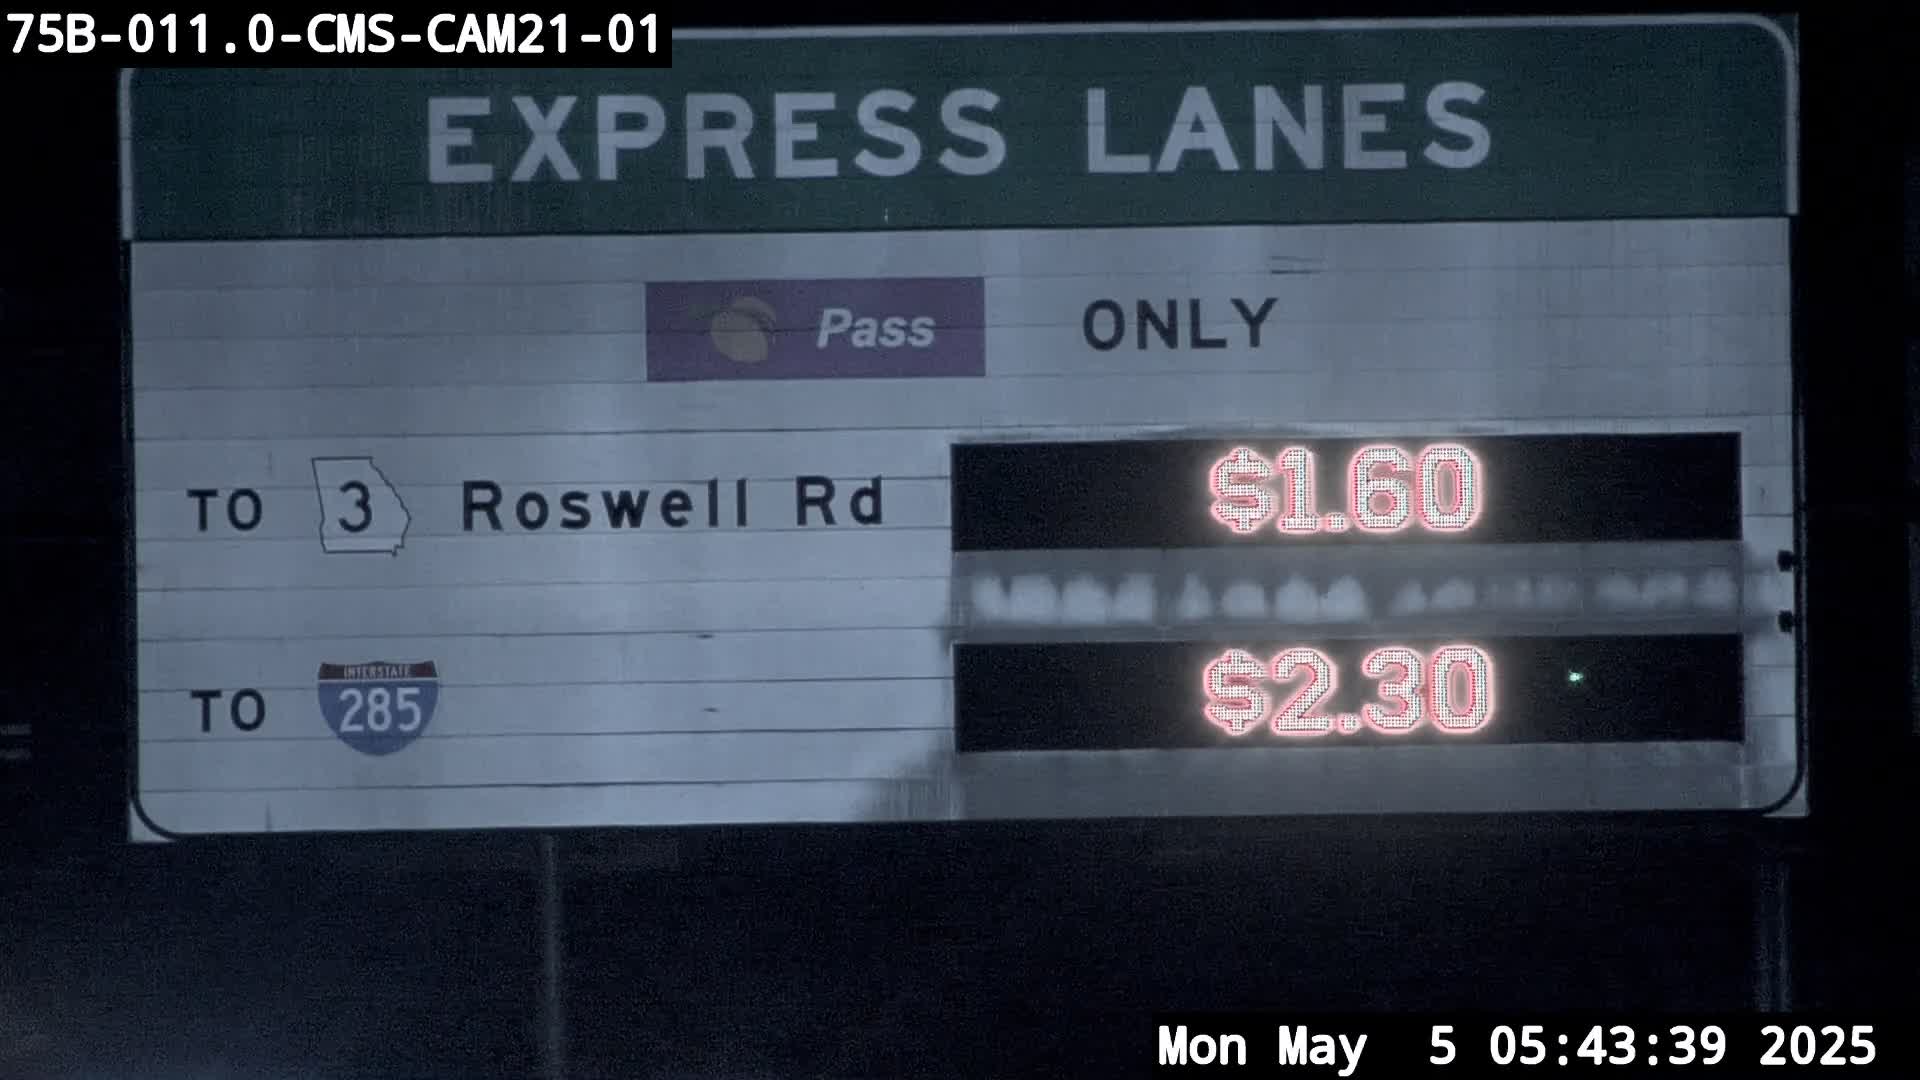 75B-011.0-CMS-CAM21-01
EXPRESS LANES
Pass ONLY
TO 3 Roswell Rd $1.60
INTERSTATE
TO 285 $2.30
Mon May 5 05:43:39 2025